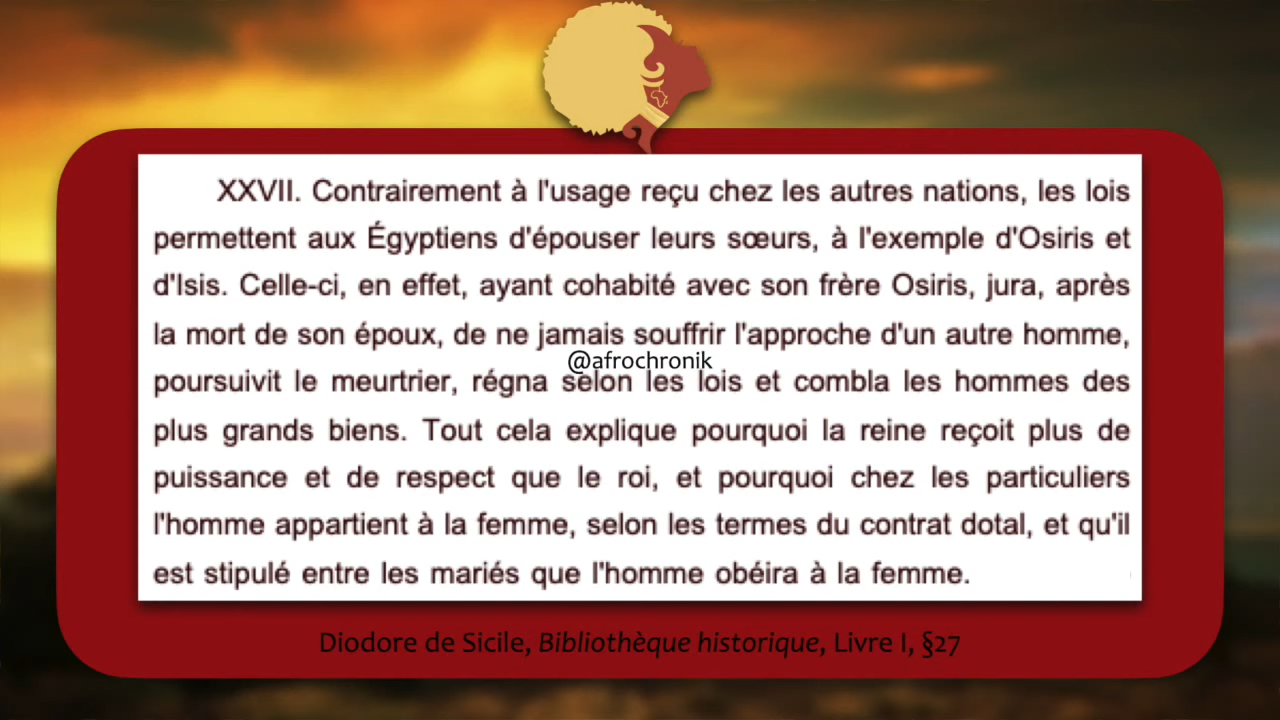 XXVII. Contrairement à l'usage reçu chez les autres nations, les lois
permettent aux Égyptiens d'épouser leurs sœurs, à l'exemple d'Osiris et
d'Isis. Celle-ci, en effet, ayant cohabité avec son frère Osiris, jura, après
la mort de son époux, de ne jamais souffrir l'approche d'un autre homme,
@afrochronik
poursuivit le meurtrier, régna selon les lois et combla les hommes des
plus grands biens. Tout cela explique pourquoi la reine reçoit plus de
puissance et de respect que le roi, et pourquoi chez les particuliers
l'homme appartient à la femme, selon les termes du contrat dotal, et qu'il
est stipulé entre les mariés que l'homme obéira à la femme.
Diodore de Sicile, Bibliothèque historique, Livre I, §27